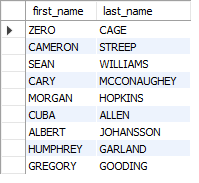 first_name last_name
ZERO CAGE
CAMERON STREEP
SEAN WILLIAMS
CARY MCCONAUGHEY
MORGAN HOPKINS
CUBA ALLEN
ALBERT JOHANSSON
HUMPHREY GARLAND
GREGORY GOODING